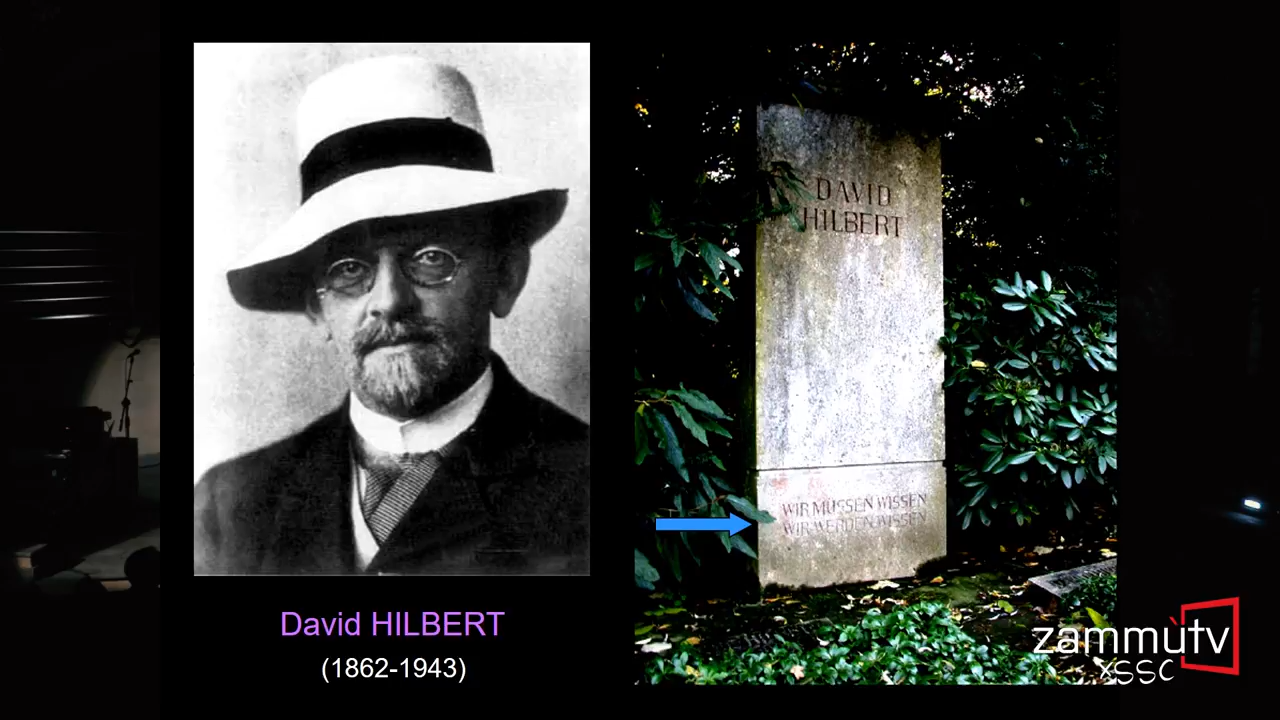 David HILBERT
(1862-1943)
DAVID
HILBERT
WIR MÜSSEN WISSEN
WIR WERDEN WISSEN
zammùtv
xSSC